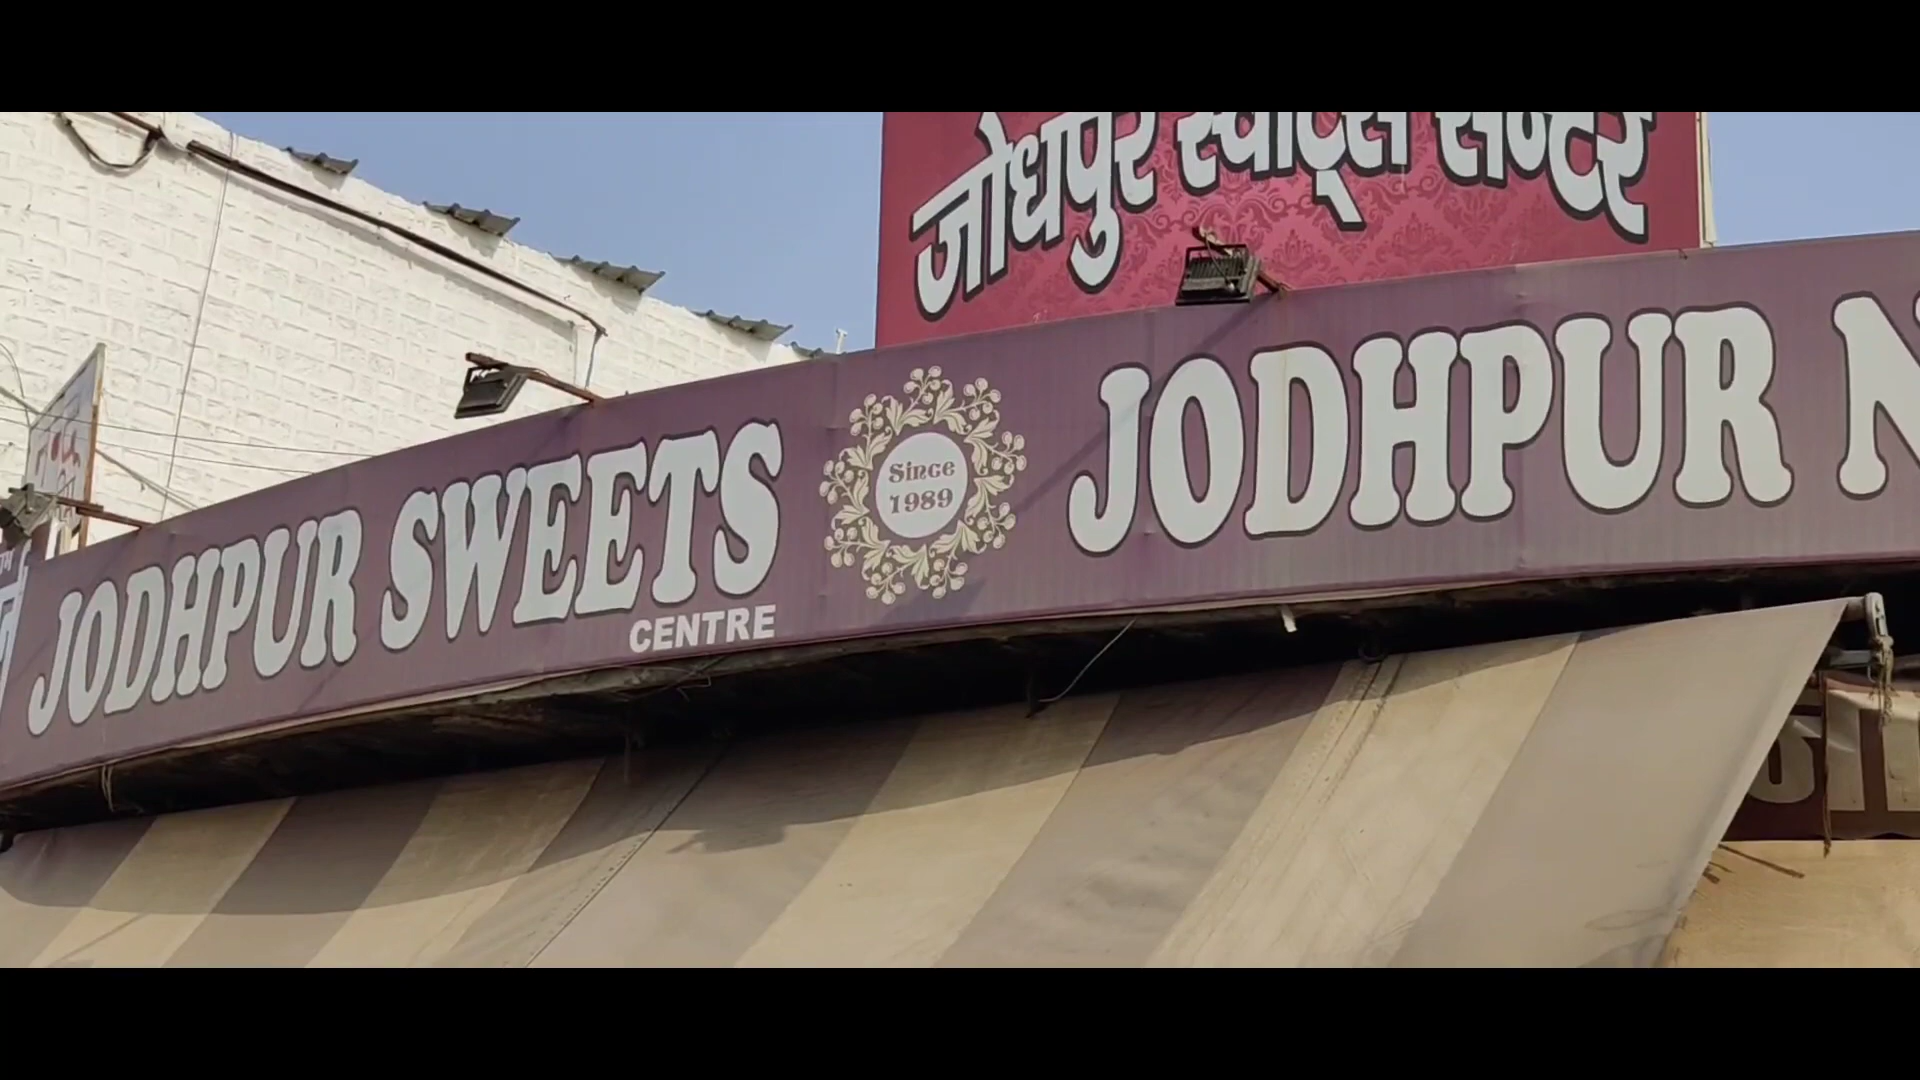 जोधपुर स्वीट्स सेन्टर
JODHPUR SWEETS
CENTRE
Since
1989
JODHPUR